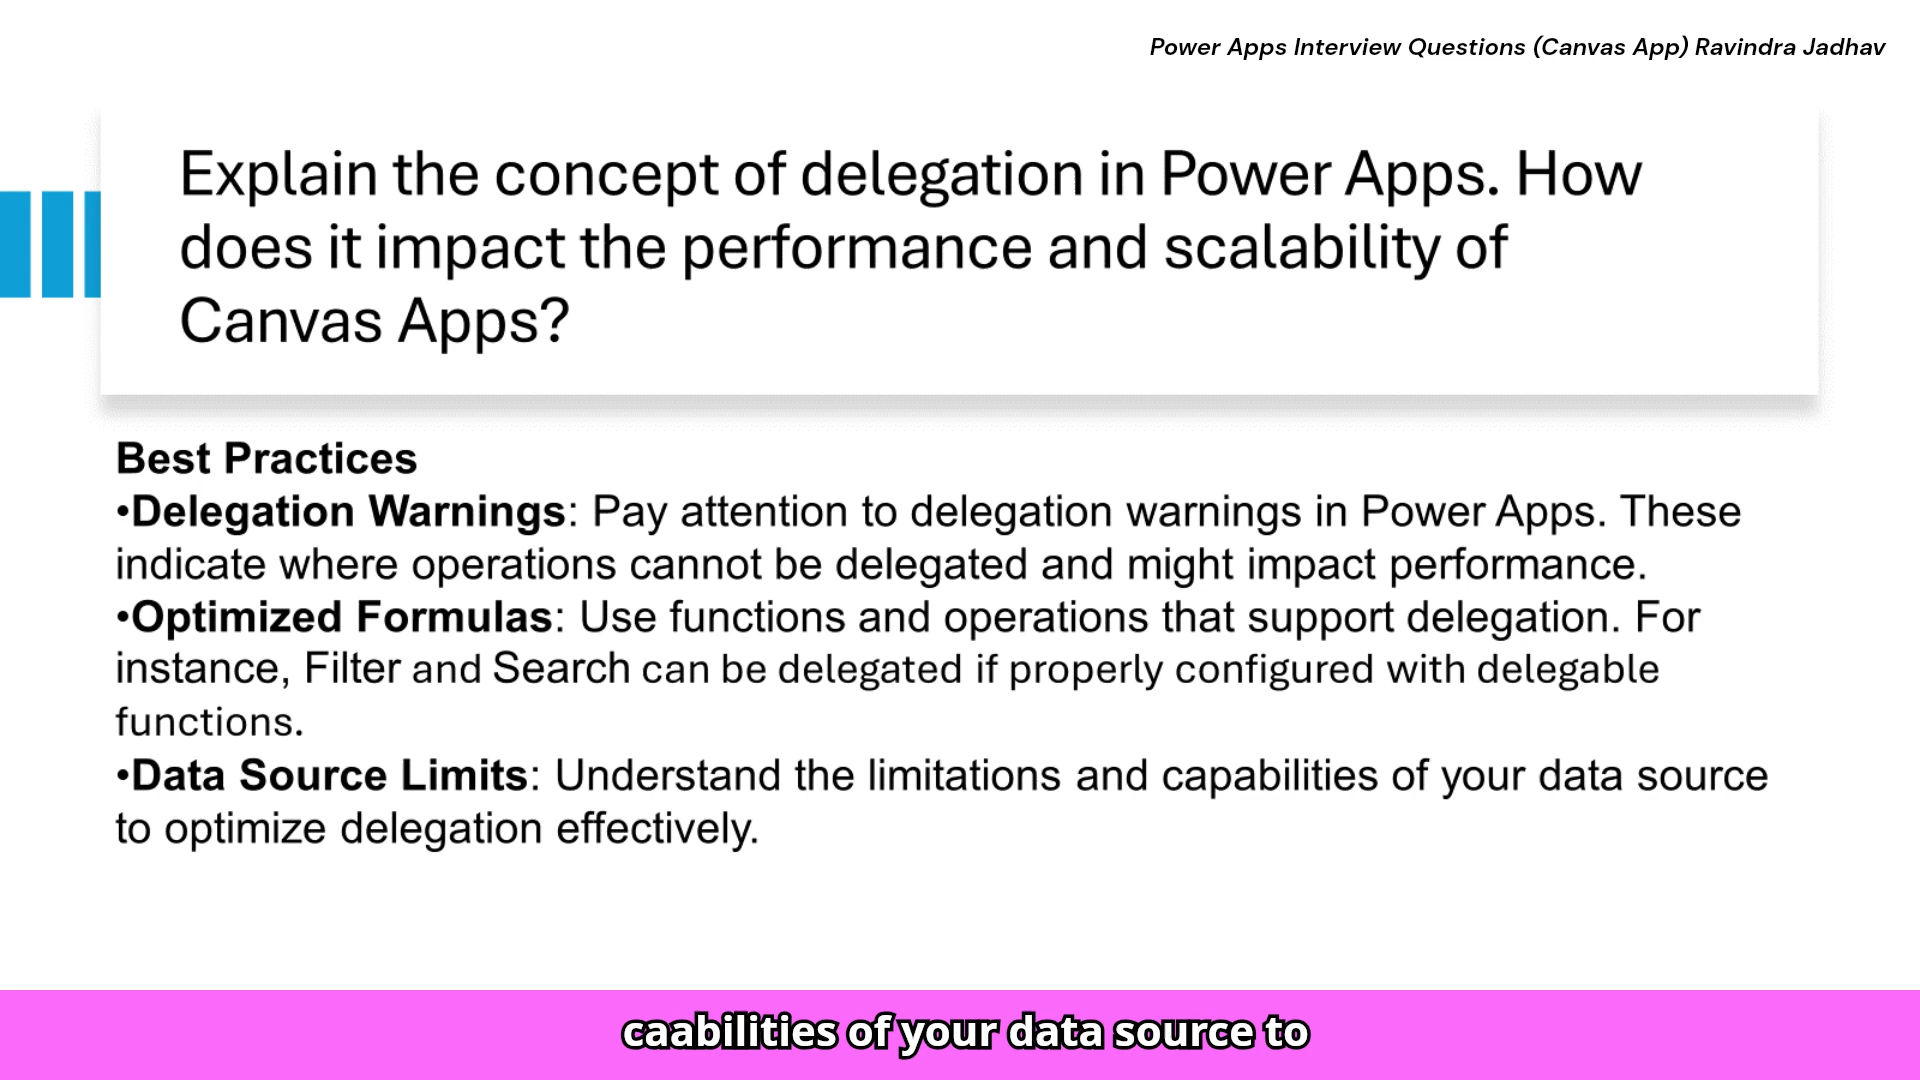 Power Apps Interview Questions (Canvas App) Ravindra Jadhav
Explain the concept of delegation in Power Apps. How
does it impact the performance and scalability of
Canvas Apps?
Best Practices
•Delegation Warnings: Pay attention to delegation warnings in Power Apps. These
indicate where operations cannot be delegated and might impact performance.
•Optimized Formulas: Use functions and operations that support delegation. For
instance, Filter and Search can be delegated if properly configured with delegable
functions.
•Data Source Limits: Understand the limitations and capabilities of your data source
to optimize delegation effectively.
caabilities of your data source to